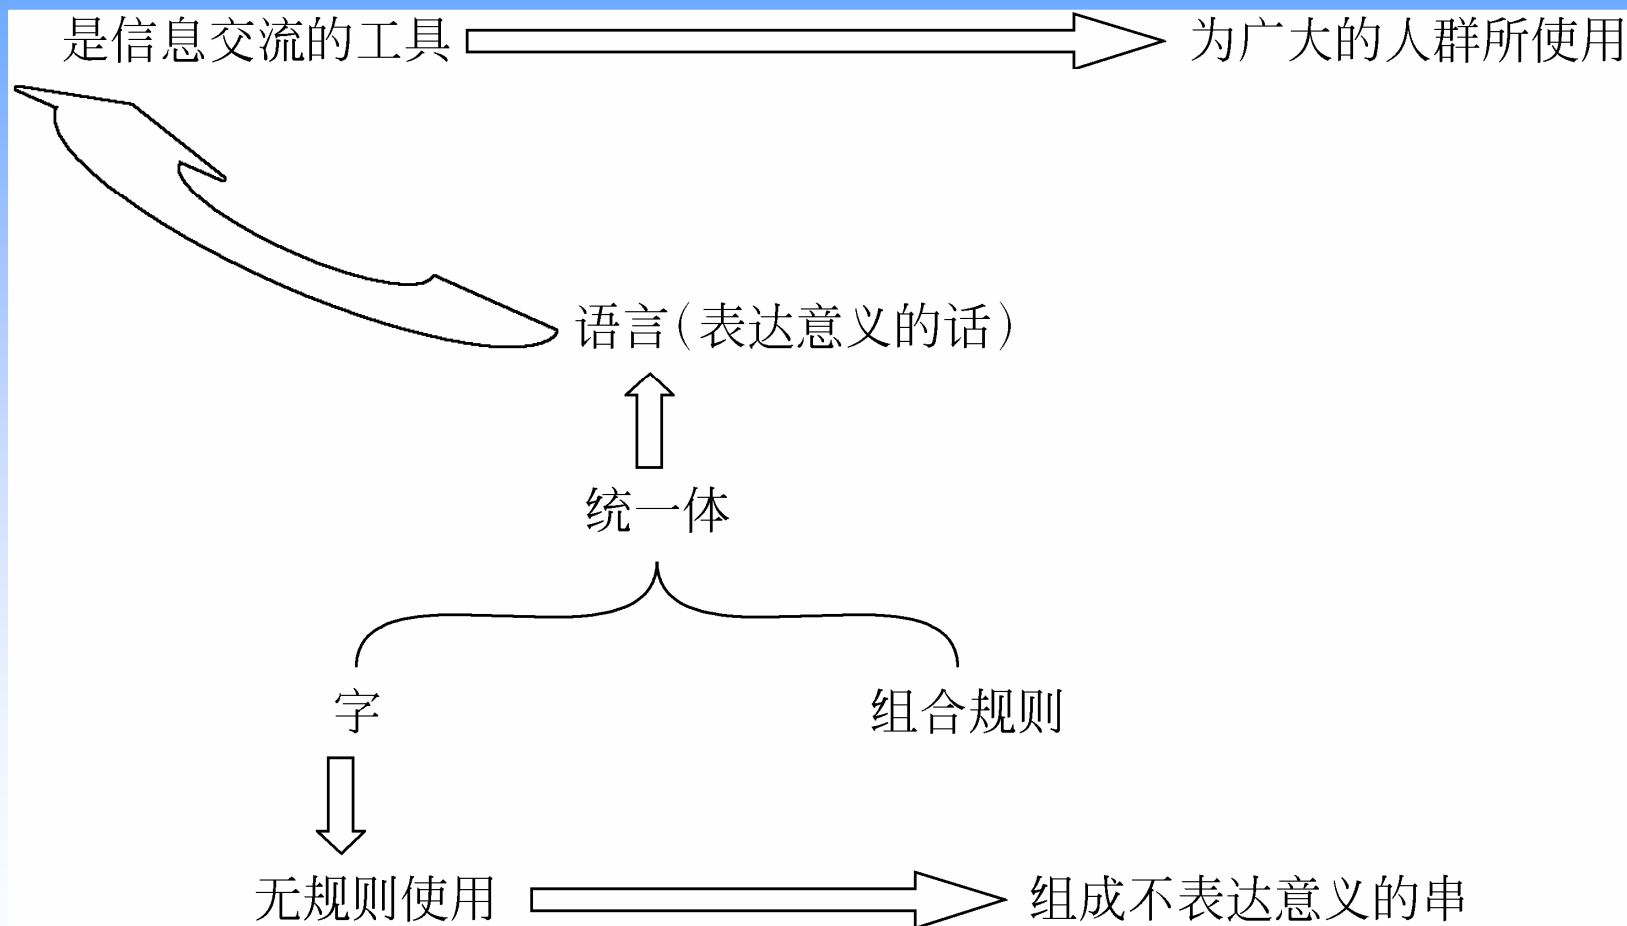 是信息交流的工具 为广大的人群所使用
语言(表达意义的话)
统一体
字 组合规则
无规则使用 组成不表达意义的串